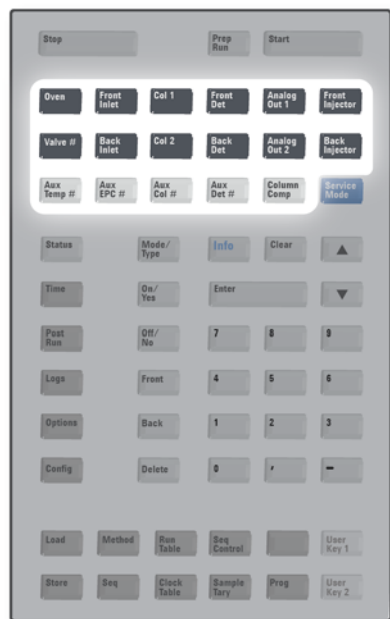 Stop
Prep Run
Start
Oven
Front Inlet
Col 1
Front Det
Analog Out 1
Front Injector
Valve #
Back Inlet
Col 2
Back Det
Analog Out 2
Back Injector
Aux Temp #
Aux EPC #
Aux Col #
Aux Det #
Column Comp
Service Mode
Status
Mode/ Type
Info
Clear
▲
Time
On/ Yes
Enter
▼
Post Run
Off/ No
7
8
9
Logs
Front
4
5
6
Options
Back
1
2
3
Config
Delete
0
,
–
Load
Method
Run Table
Seq Control
User Key 1
Store
Seq
Clock Table
Sample Tary
Prog
User Key 2